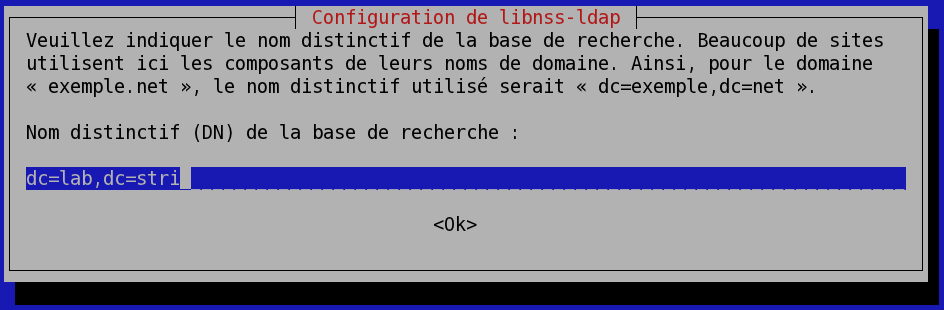 Configuration de libnss-ldap
Veuillez indiquer le nom distinctif de la base de recherche. Beaucoup de sites
utilisent ici les composants de leurs noms de domaine. Ainsi, pour le domaine
« exemple.net », le nom distinctif utilisé serait « dc=exemple,dc=net ».
Nom distinctif (DN) de la base de recherche :
dc=lab,dc=stri
<Ok>